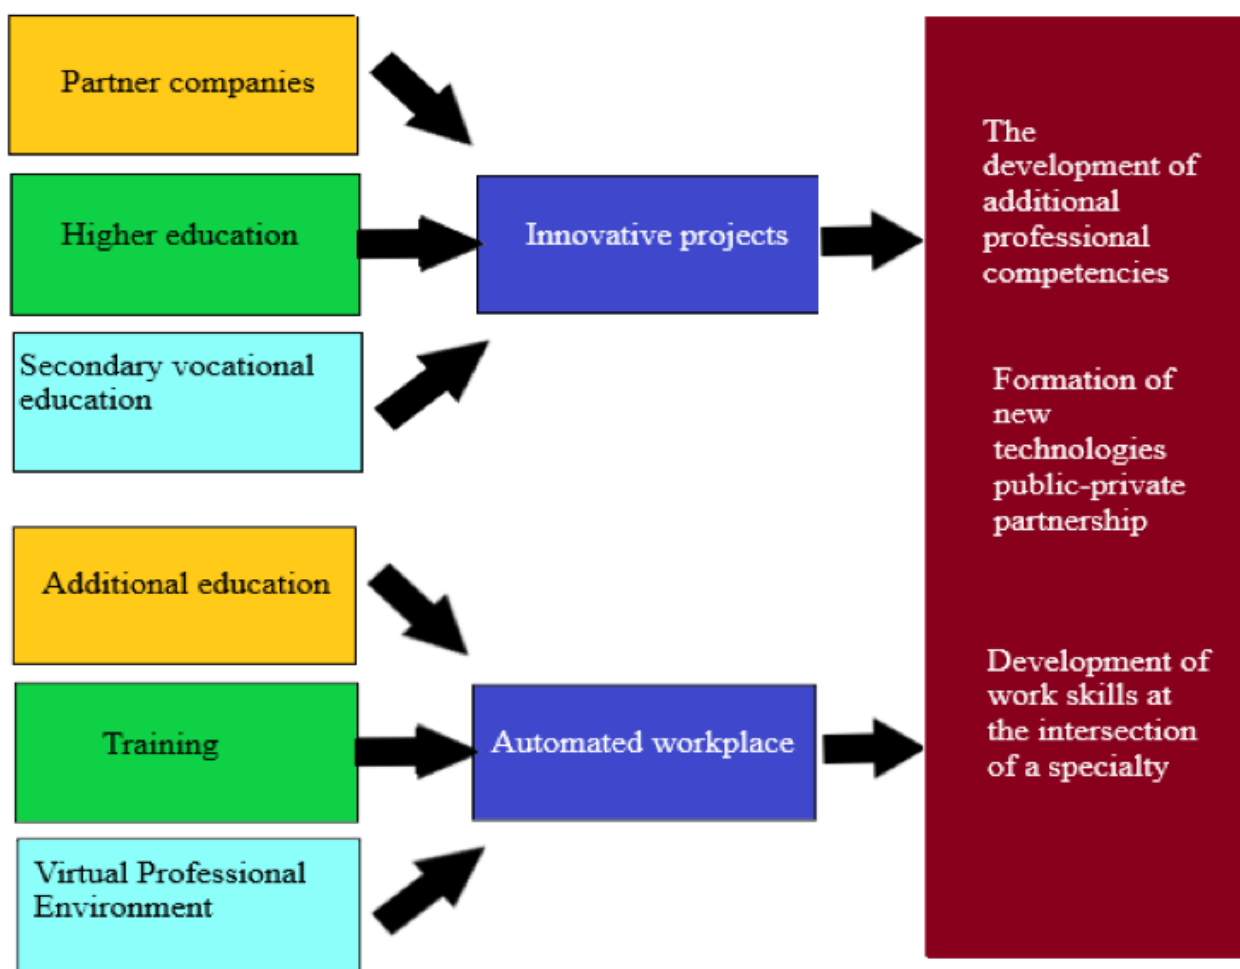 Partner companies
Higher education
Secondary vocational
education
Innovative projects
Additional education
Training
Virtual Professional
Environment
Automated workplace
The
development of
additional
professional
competencies
Formation of
new
technologies
public-private
partnership
Development of
work skills at
the intersection
of a specialty